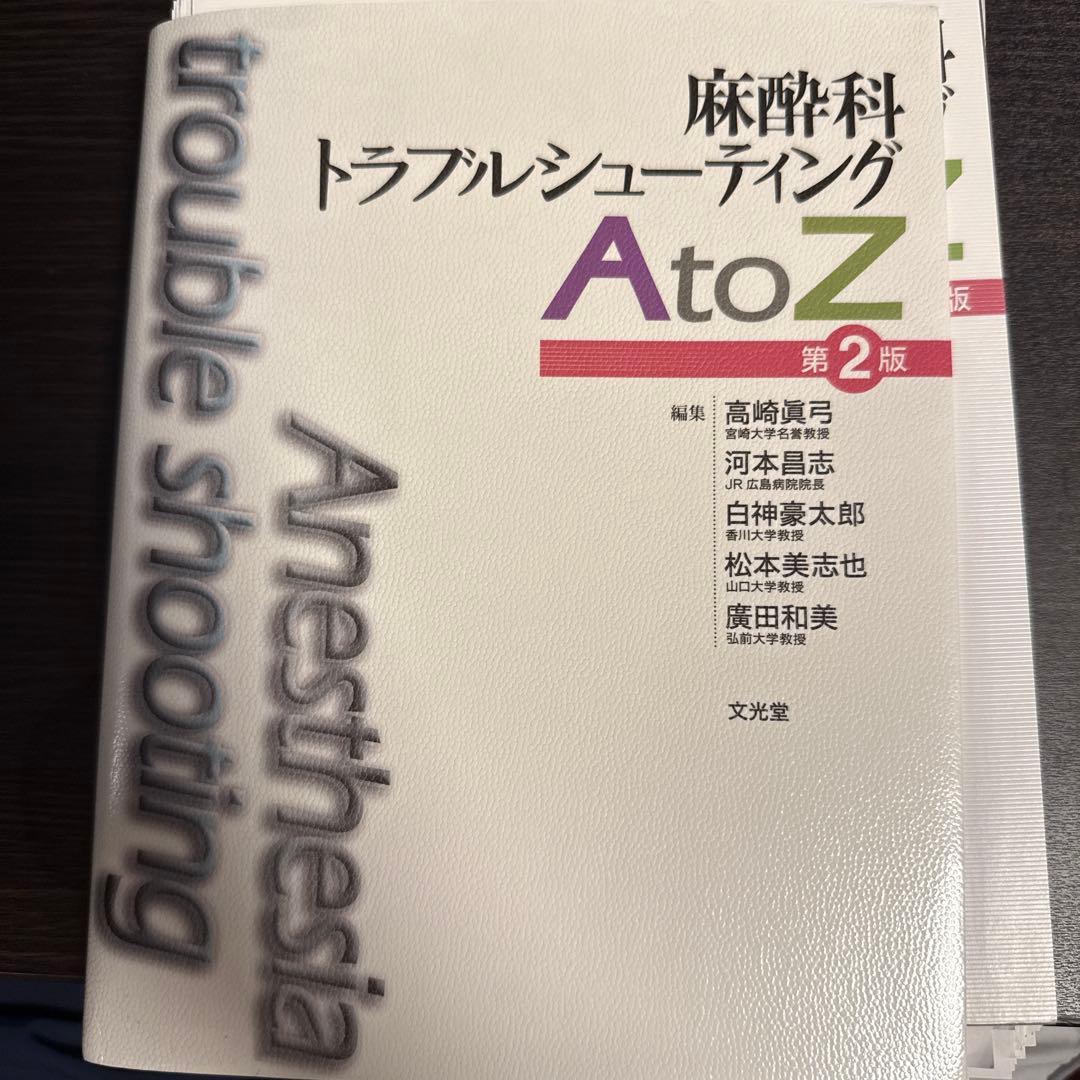 麻酔科
トラブルシューティング
AtoZ
第2版
編集
高崎眞弓
宮崎大学名誉教授
河本昌志
JR広島病院院長
白神豪太郎
香川大学教授
松本美志也
山口大学教授
廣田和美
弘前大学教授
文光堂
trouble shooting
Anesthesia
版